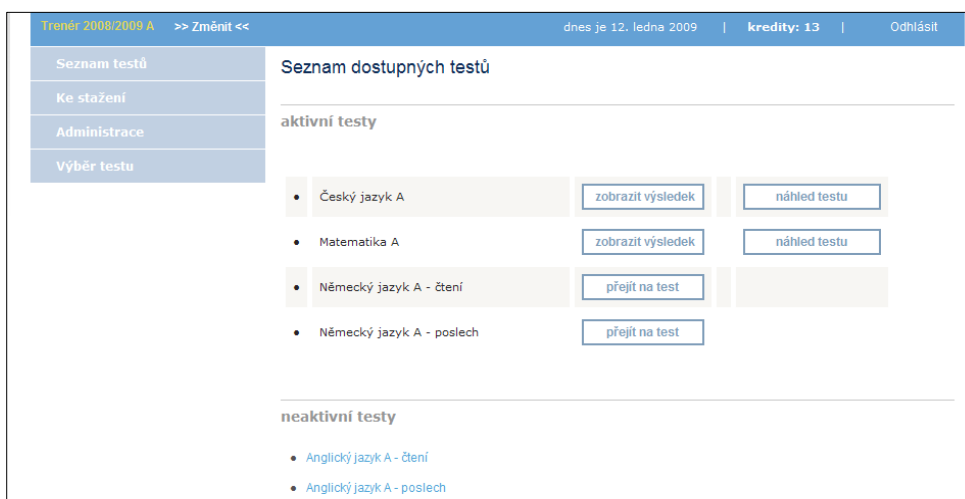 Trenér 2008/2009 A >> Změnit << dnes je 12. ledna 2009 | kredity: 13 | Odhlásit
Seznam testů
Ke stažení
Administrace
Výběr testu
Seznam dostupných testů
aktivní testy
• Český jazyk A zobrazit výsledek náhled testu
• Matematika A zobrazit výsledek náhled testu
• Německý jazyk A - čtení přejít na test
• Německý jazyk A - poslech přejít na test
neaktivní testy
• Anglický jazyk A - čtení
• Anglický jazyk A - poslech